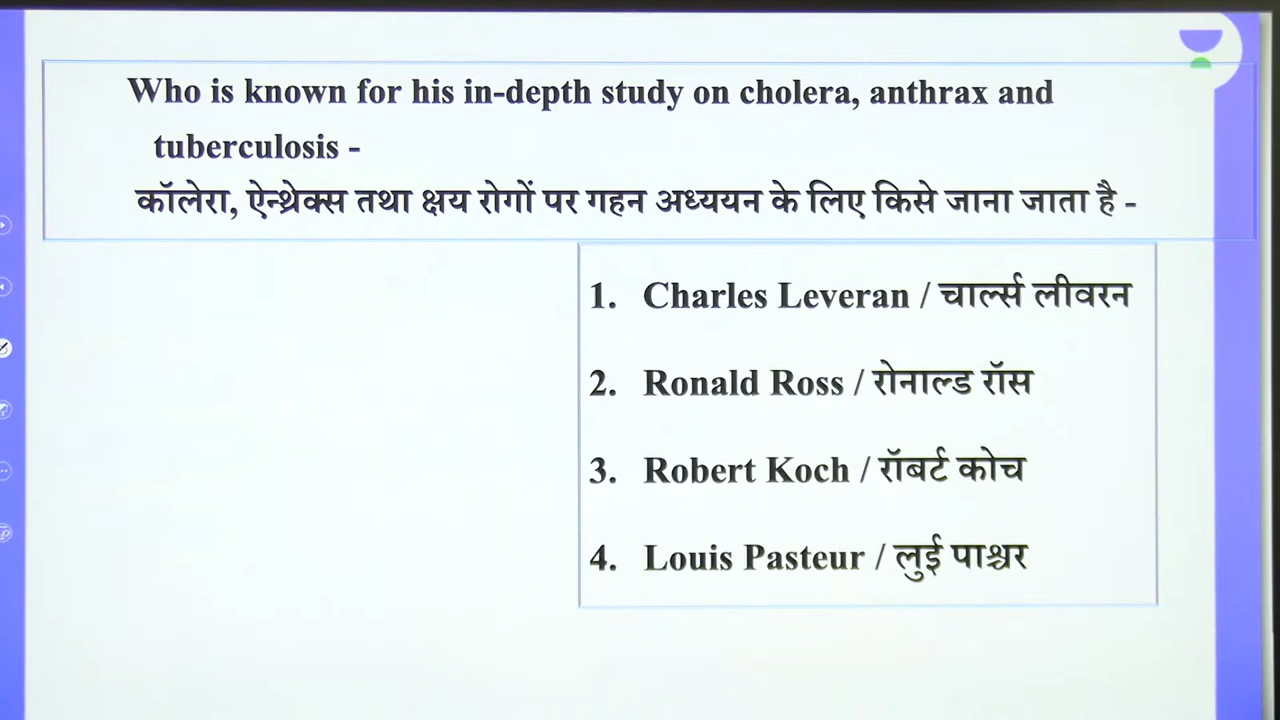 Who is known for his in-depth study on cholera, anthrax and
tuberculosis -
कॉलेरा, ऐन्थ्रेक्स तथा क्षय रोगों पर गहन अध्ययन के लिए किसे जाना जाता है -
1. Charles Leveran / चार्ल्स लीवरन
2. Ronald Ross / रोनाल्ड रॉस
3. Robert Koch / रॉबर्ट कोच
4. Louis Pasteur / लुई पाश्चर